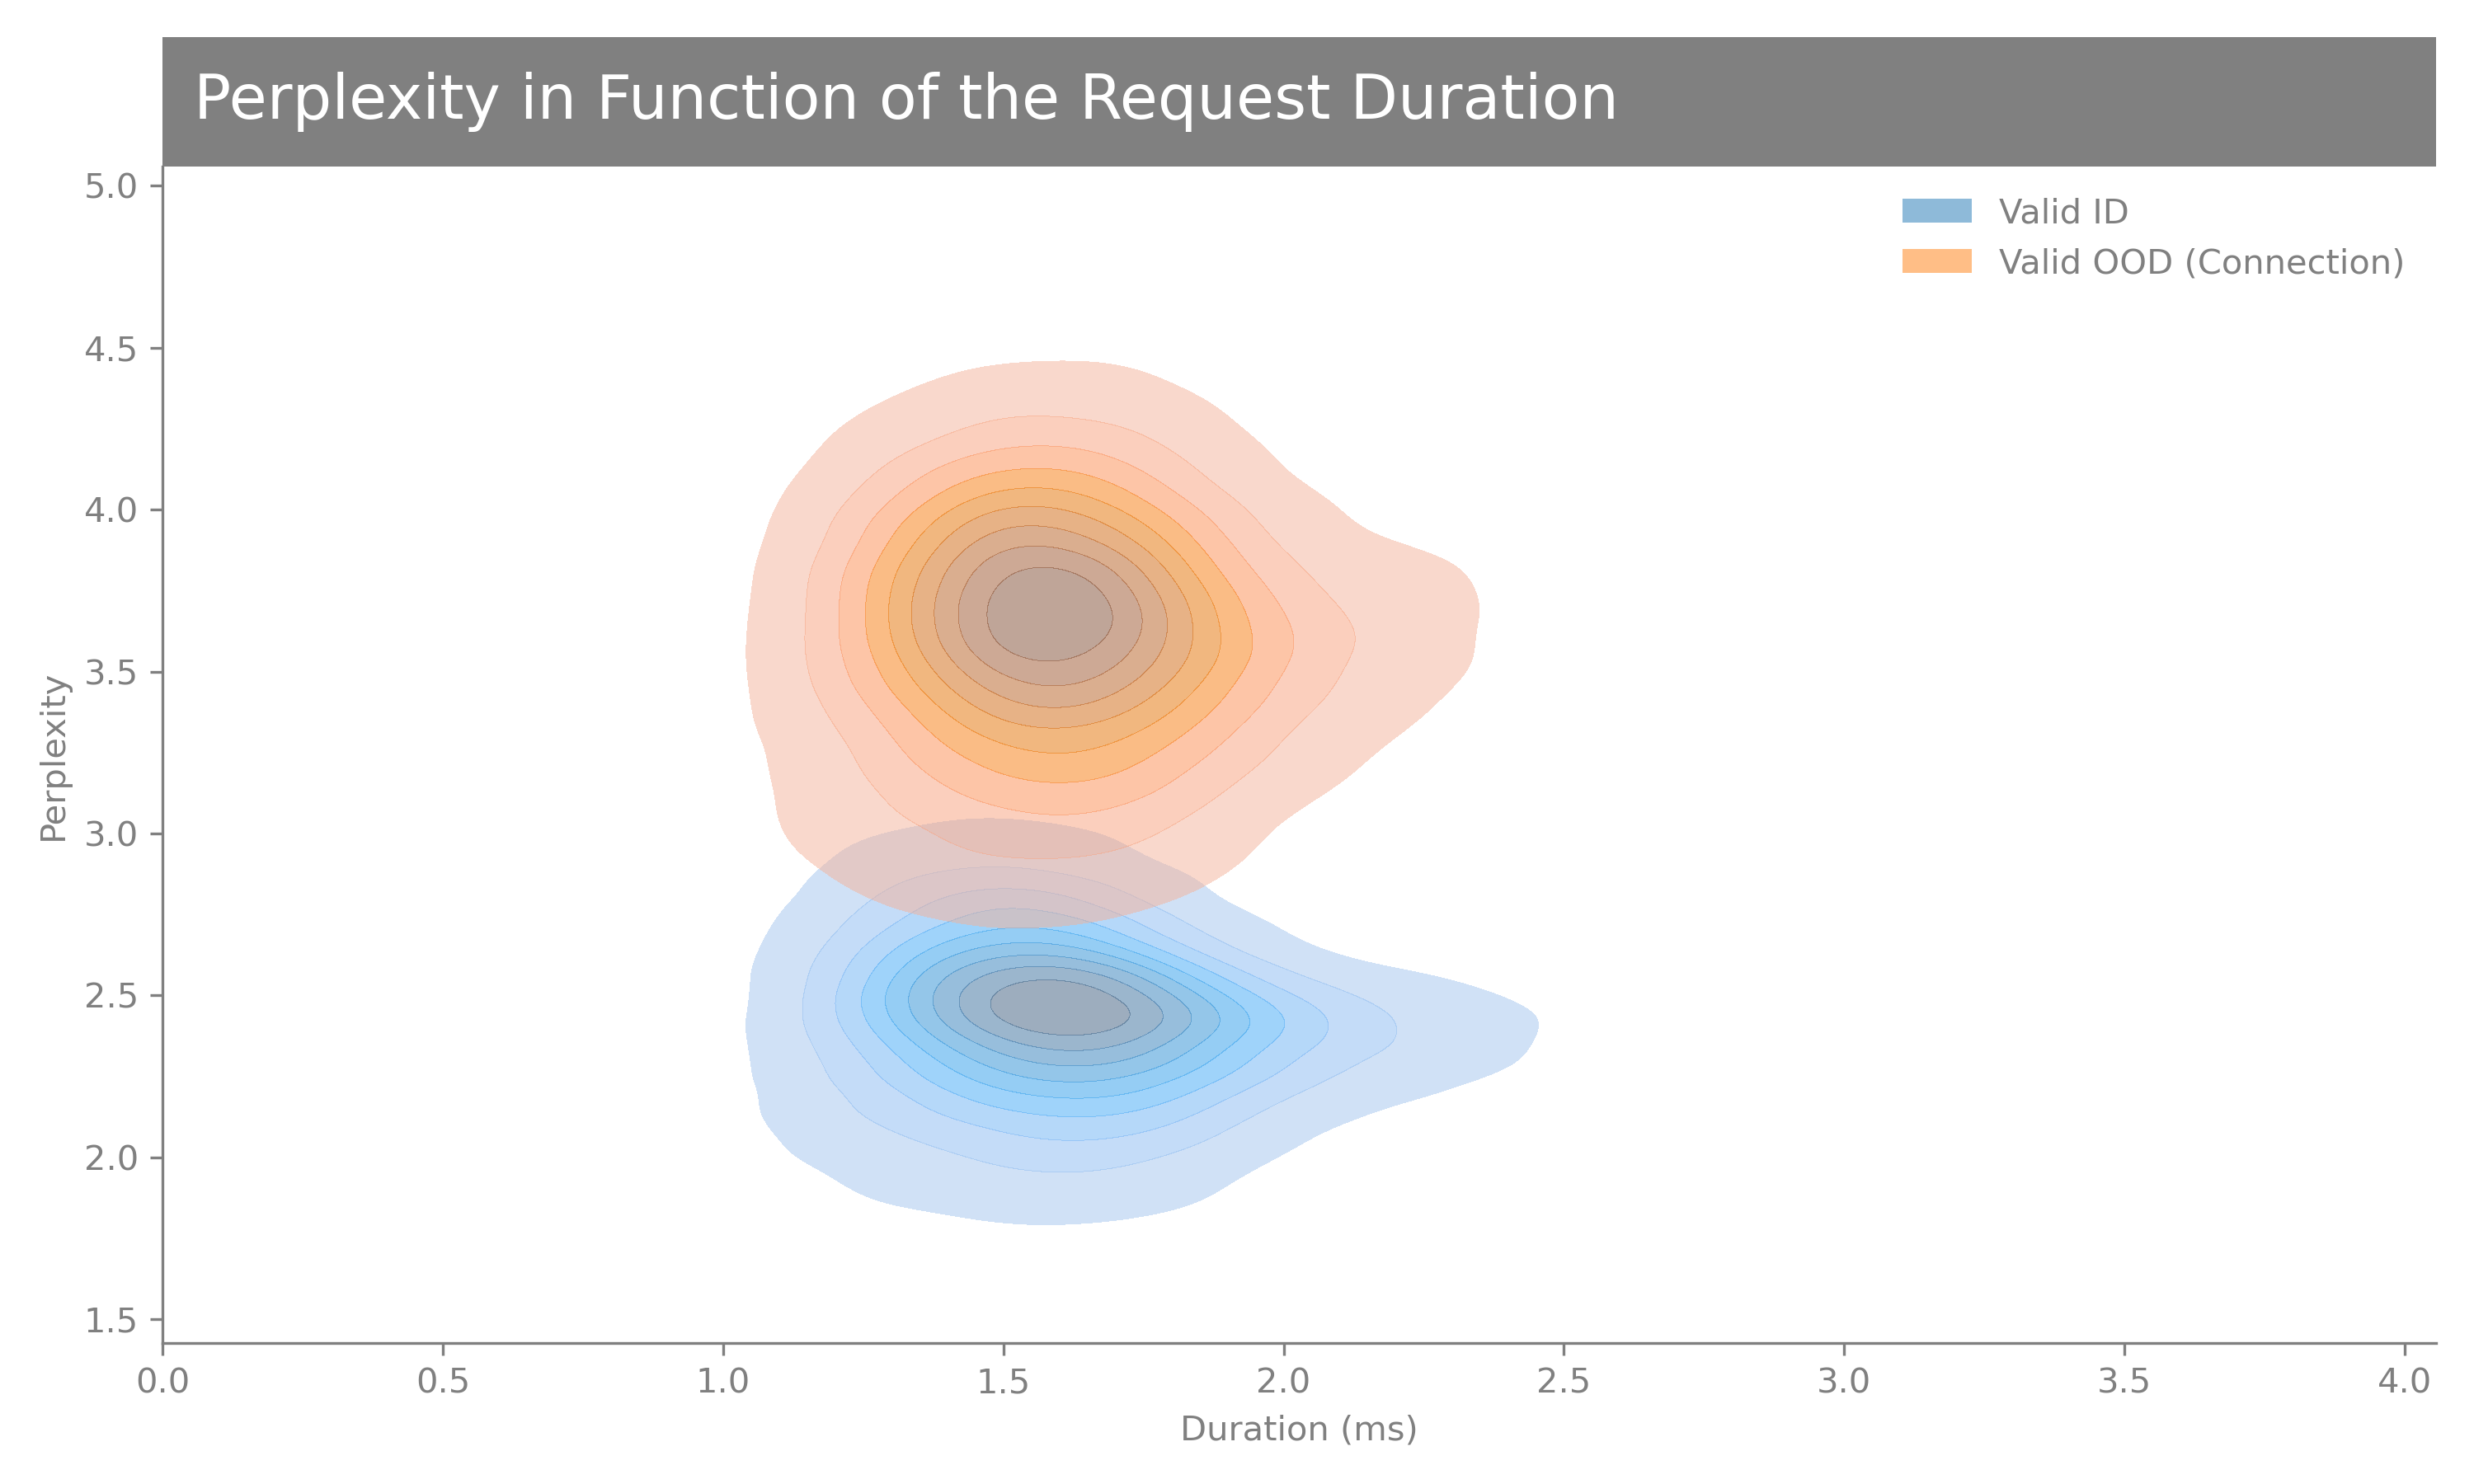 Perplexity in Function of the Request Duration
Valid ID
Valid OOD (Connection)
5.0
4.5
4.0
3.5
3.0
2.5
2.0
1.5
Perplexity
0.0 0.5 1.0 1.5 2.0 2.5 3.0 3.5 4.0
Duration (ms)